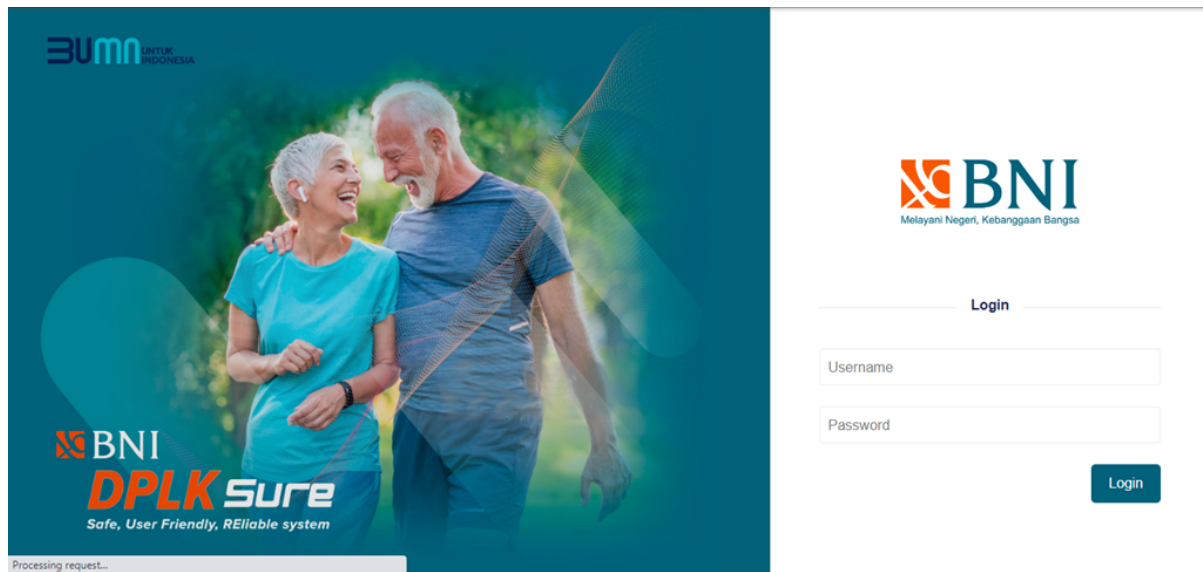 BUMN UNTUK
INDONESIA
BNI
DPLK Sure
Safe, User Friendly, REliable system
Processing request...
BNI
Melayani Negeri, Kebanggaan Bangsa
Login
Username
Password
Login